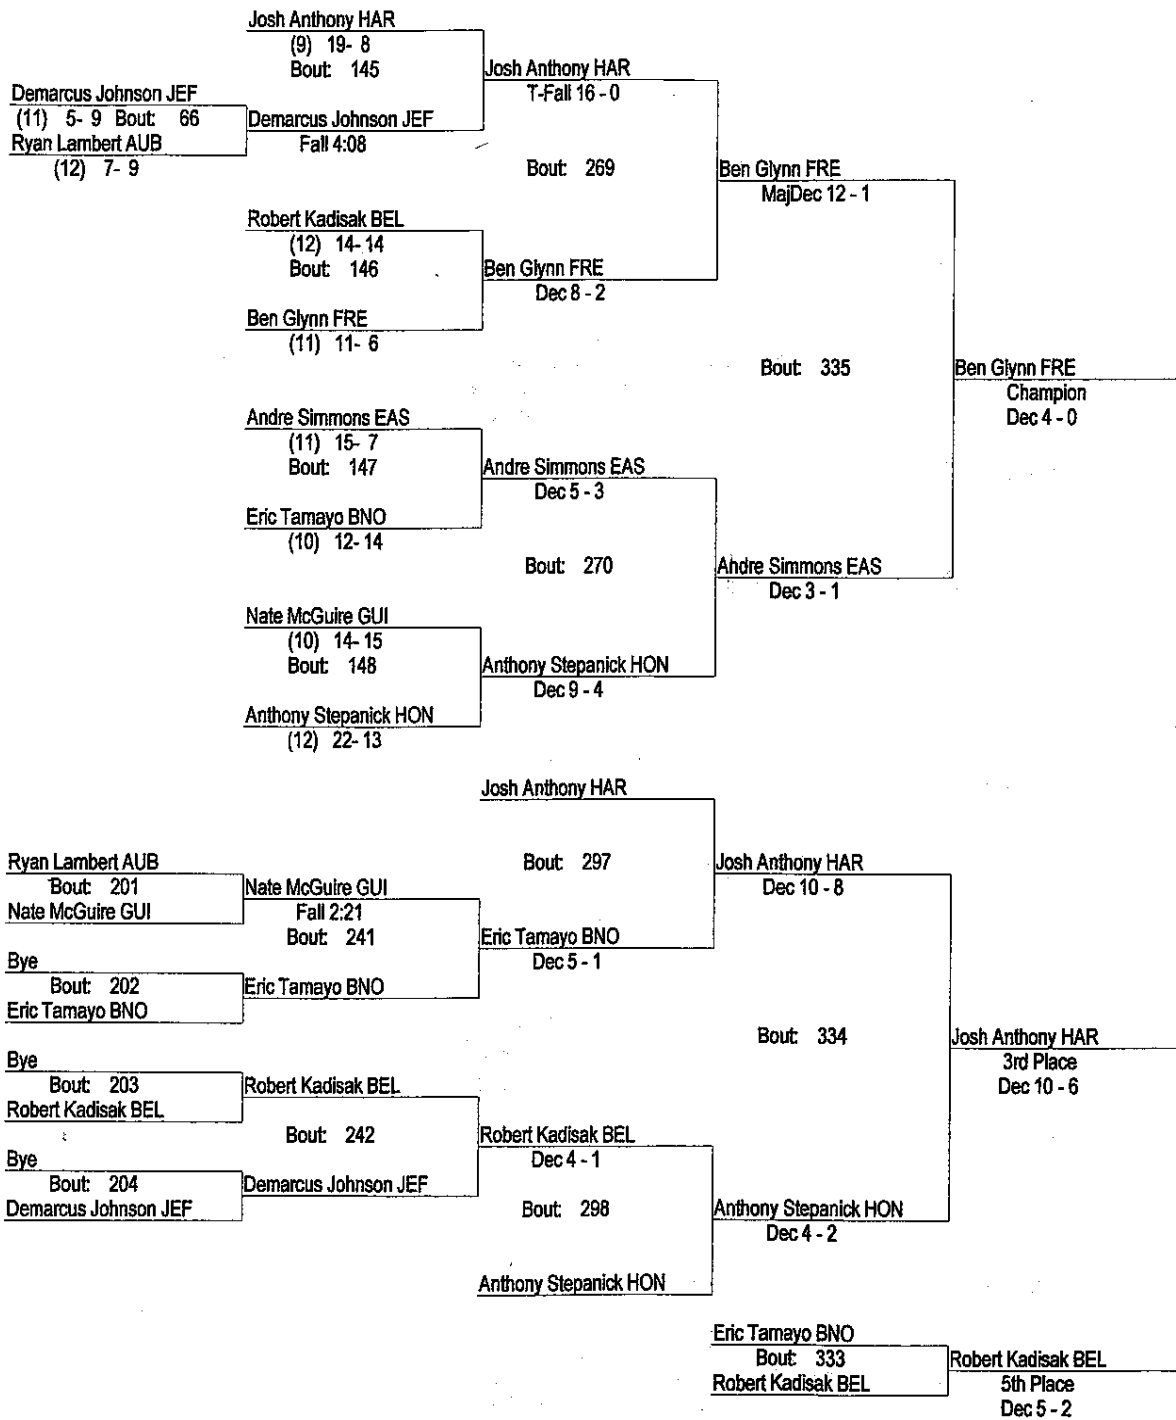 Josh Anthony HAR
(9) 19- 8
Bout: 145
Josh Anthony HAR
T-Fall 16 - 0
Demarcus Johnson JEF
(11) 5- 9 Bout: 66
Demarcus Johnson JEF
Fall 4:08
Ryan Lambert AUB
(12) 7- 9
Bout: 269
Ben Glynn FRE
MajDec 12 - 1
Robert Kadisak BEL
(12) 14- 14
Bout: 146
Ben Glynn FRE
Dec 8 - 2
Ben Glynn FRE
(11) 11- 6
Bout: 335
Ben Glynn FRE
Champion
Dec 4 - 0
Andre Simmons EAS
(11) 15- 7
Bout: 147
Andre Simmons EAS
Dec 5 - 3
Eric Tamayo BNO
(10) 12- 14
Bout: 270
Andre Simmons EAS
Dec 3 - 1
Nate McGuire GUI
(10) 14- 15
Bout: 148
Anthony Stepanick HON
Dec 9 - 4
Anthony Stepanick HON
(12) 22- 13
Josh Anthony HAR
Bout: 297
Josh Anthony HAR
Dec 10 - 8
Ryan Lambert AUB
Bout: 201
Nate McGuire GUI
Nate McGuire GUI
Fall 2:21
Bout: 241
Eric Tamayo BNO
Dec 5 - 1
Bye
Bout: 202
Eric Tamayo BNO
Eric Tamayo BNO
Bout: 334
Josh Anthony HAR
3rd Place
Dec 10 - 6
Bye
Bout: 203
Robert Kadisak BEL
Robert Kadisak BEL
Bout: 242
Robert Kadisak BEL
Dec 4 - 1
Bye
Bout: 204
Demarcus Johnson JEF
Demarcus Johnson JEF
Bout: 298
Anthony Stepanick HON
Dec 4 - 2
Anthony Stepanick HON
Eric Tamayo BNO
Bout: 333
Robert Kadisak BEL
Robert Kadisak BEL
5th Place
Dec 5 - 2